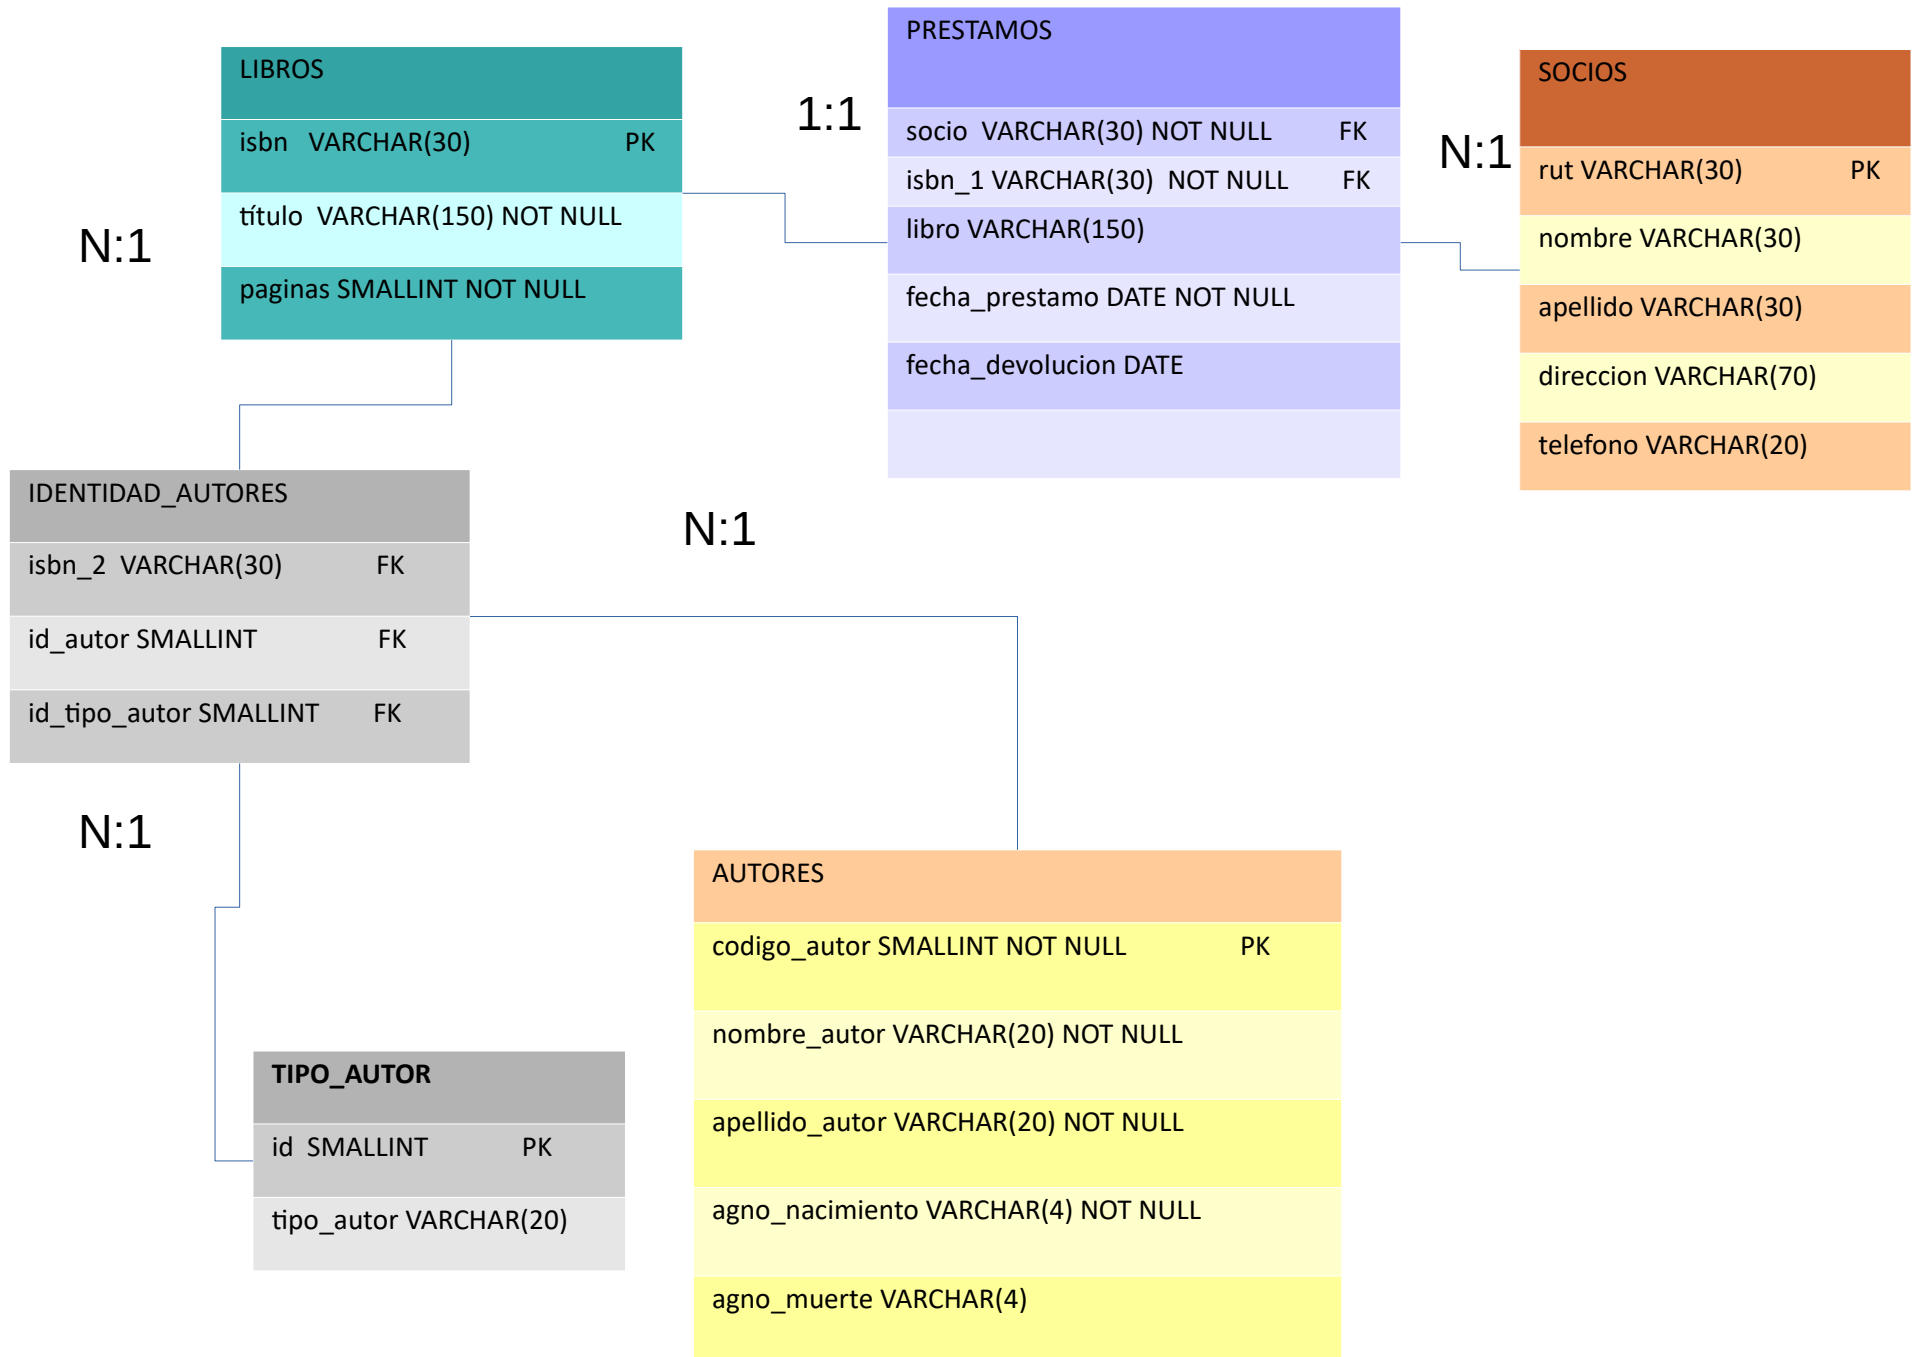 LIBROS
isbn VARCHAR(30) PK
título VARCHAR(150) NOT NULL
paginas SMALLINT NOT NULL
N:1
1:1
PRESTAMOS
socio VARCHAR(30) NOT NULL FK
isbn_1 VARCHAR(30) NOT NULL FK
libro VARCHAR(150)
fecha_prestamo DATE NOT NULL
fecha_devolucion DATE
N:1
SOCIOS
rut VARCHAR(30) PK
nombre VARCHAR(30)
apellido VARCHAR(30)
direccion VARCHAR(70)
telefono VARCHAR(20)
IDENTIDAD_AUTORES
isbn_2 VARCHAR(30) FK
id_autor SMALLINT FK
id_tipo_autor SMALLINT FK
N:1
N:1
TIPO_AUTOR
id SMALLINT PK
tipo_autor VARCHAR(20)
AUTORES
codigo_autor SMALLINT NOT NULL PK
nombre_autor VARCHAR(20) NOT NULL
apellido_autor VARCHAR(20) NOT NULL
agno_nacimiento VARCHAR(4) NOT NULL
agno_muerte VARCHAR(4)